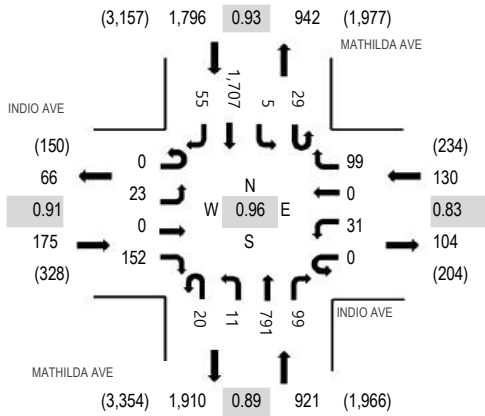 (3,157) 1,796 0.93 942 (1,977)
MATHILDA AVE
55 1,707 5 29
INDIO AVE
(150)
66
0.91
175
(328)
0
23
0
152
N
W 0.96 E
S
99
0
31
0
(234)
130
0.83
104
(204)
20 11 791 99
INDIO AVE
MATHILDA AVE
(3,354) 1,910 0.89 921 (1,966)